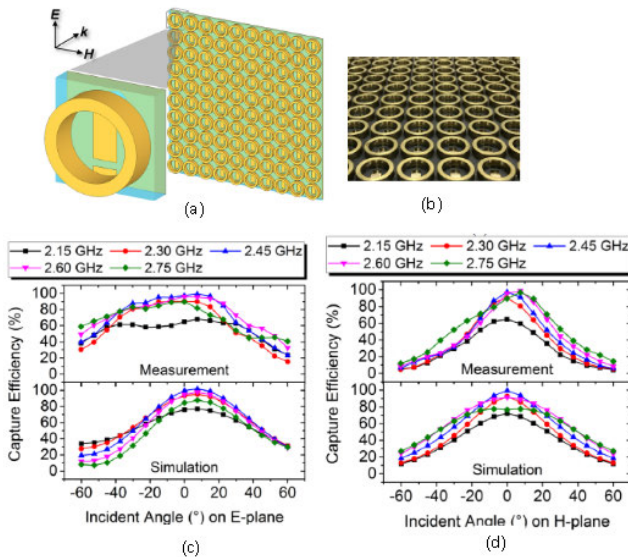 E
k
H
(a)
(b)
2.15 GHz 2.30 GHz 2.45 GHz
2.60 GHz 2.75 GHz
Capture Efficiency (%)
100
80
60
40
20
0
Measurement
Capture Efficiency (%)
100
80
60
40
20
0
Simulation
-60 -40 -20 0 20 40 60
Incident Angle (°) on E-plane
(c)
2.15 GHz 2.30 GHz 2.45 GHz
2.60 GHz 2.75 GHz
Capture Efficiency (%)
100
80
60
40
20
0
Measurement
Capture Efficiency (%)
100
80
60
40
20
0
Simulation
-60 -40 -20 0 20 40 60
Incident Angle (°) on H-plane
(d)